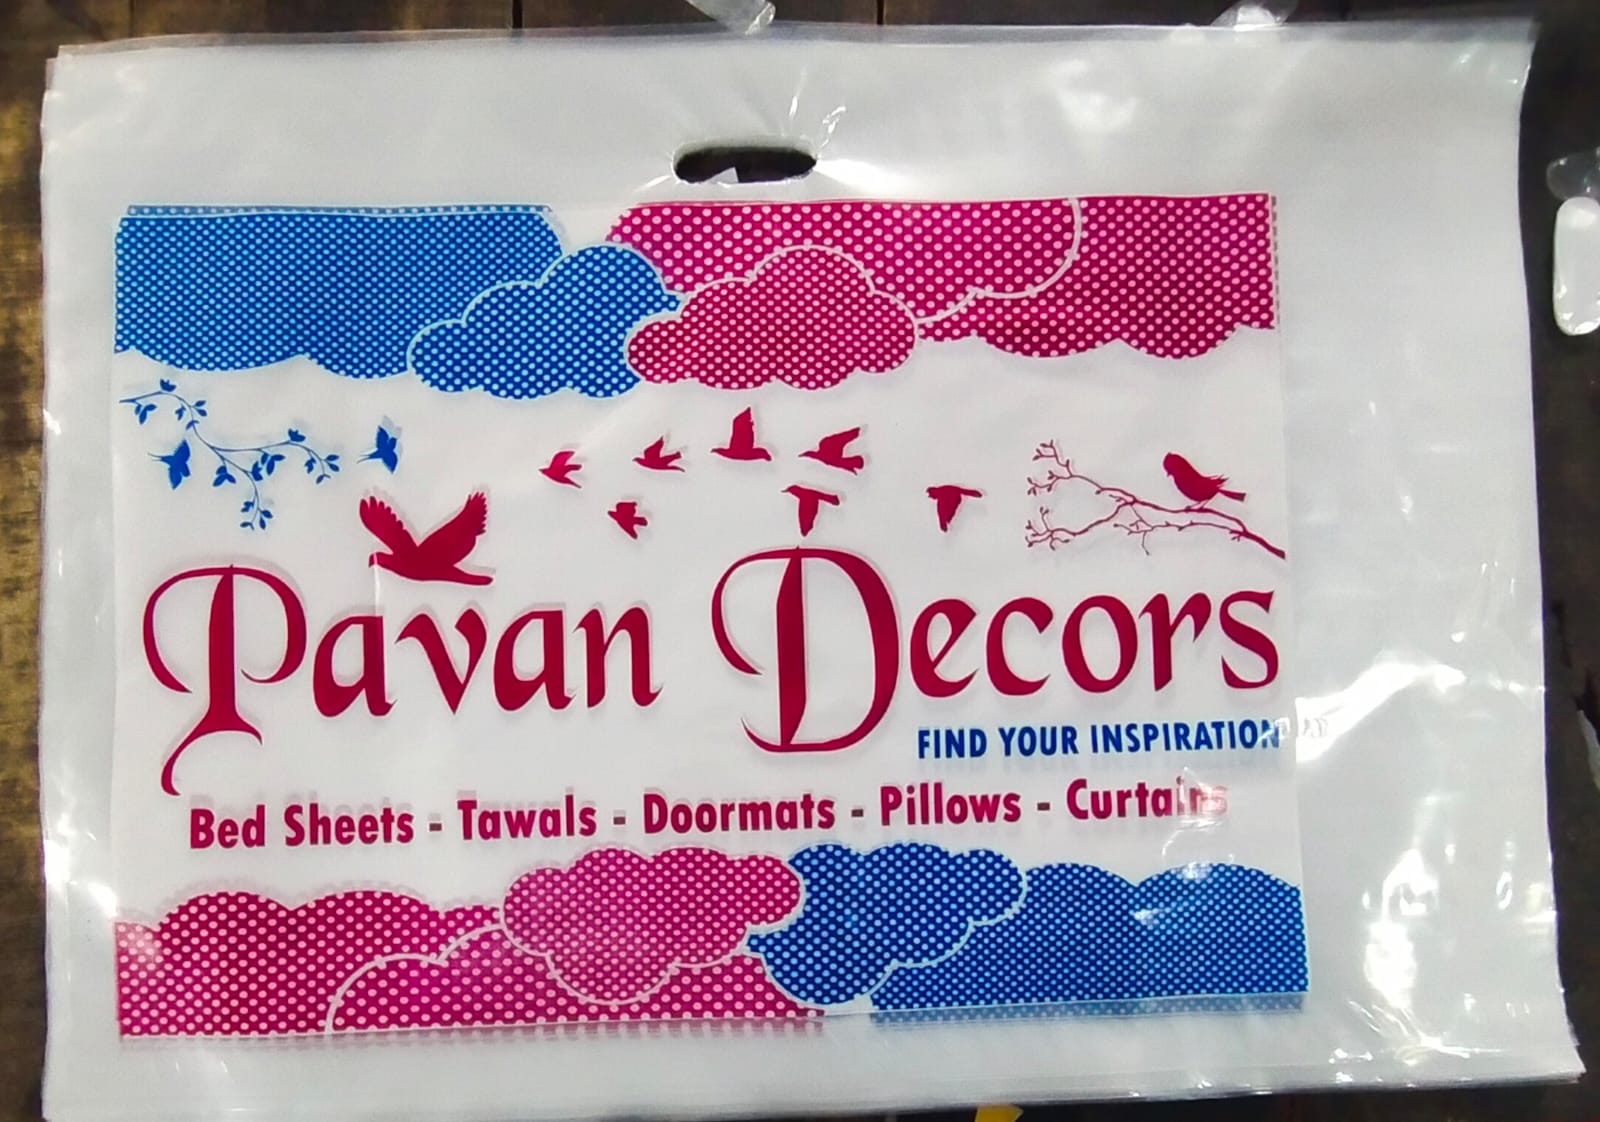 Pavan Decors
FIND YOUR INSPIRATION
Bed Sheets - Tawals - Doormats - Pillows - Curtains